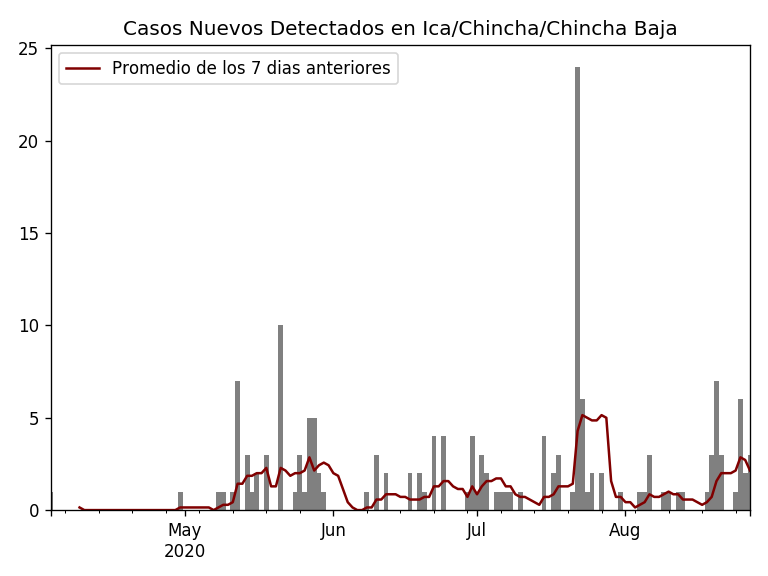 Casos Nuevos Detectados en Ica/Chincha/Chincha Baja
Promedio de los 7 dias anteriores
25
20
15
10
5
0
May Jun Jul Aug
2020